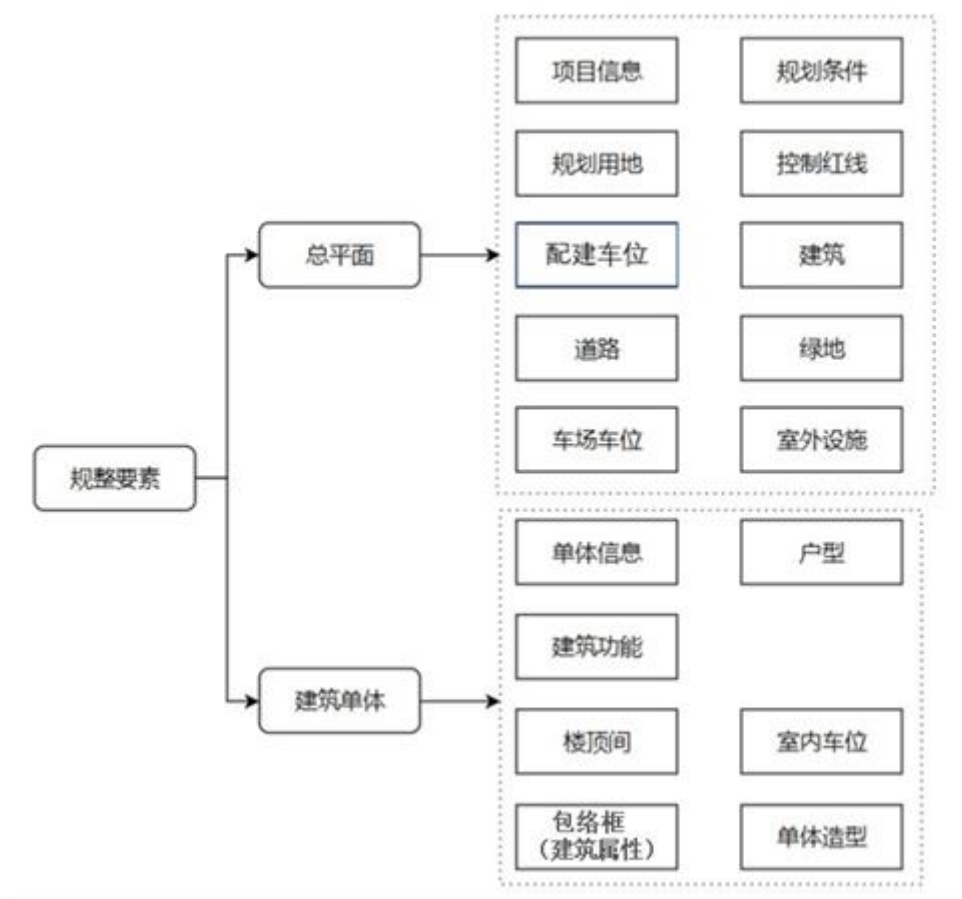 项目信息
规划条件
规划用地
控制红线
总平面
配建车位
建筑
道路
绿地
车场车位
室外设施
规整要素
单体信息
户型
建筑功能
建筑单体
楼顶间
室内车位
包络框
（建筑属性）
单体造型